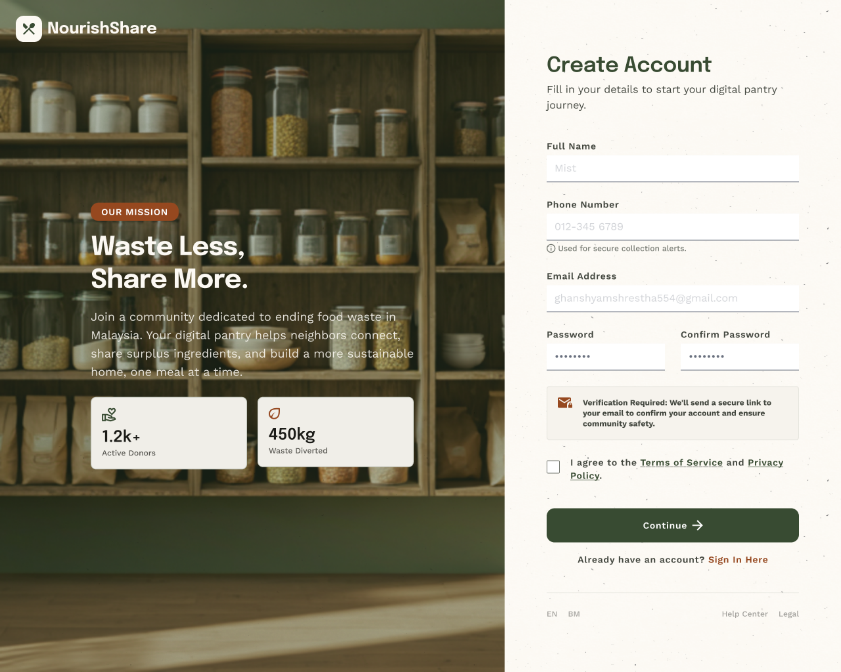 NourishShare
OUR MISSION
Waste Less,
Share More.
Join a community dedicated to ending food waste in
Malaysia. Your digital pantry helps neighbors connect,
share surplus ingredients, and build a more sustainable
home, one meal at a time.
1.2k+
Active Donors
450kg
Waste Diverted
Create Account
Fill in your details to start your digital pantry
journey.
Full Name
Mist
Phone Number
012-345 6789
Used for secure collection alerts.
Email Address
ghanshyamshrestha554@gmail.com
Password
Confirm Password
••••••••
••••••••
Verification Required: We'll send a secure link to
your email to confirm your account and ensure
community safety.
I agree to the Terms of Service and Privacy
Policy.
Continue →
Already have an account? Sign In Here
EN BM
Help Center Legal